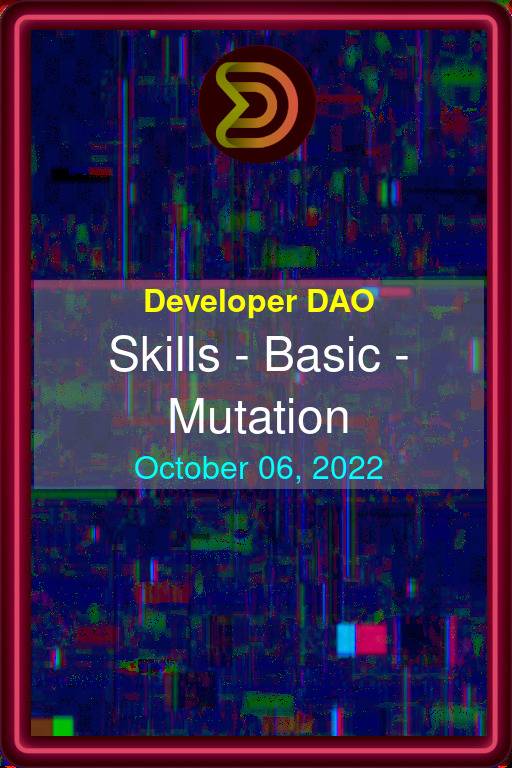 Developer DAO
Skills - Basic -
Mutation
October 06, 2022